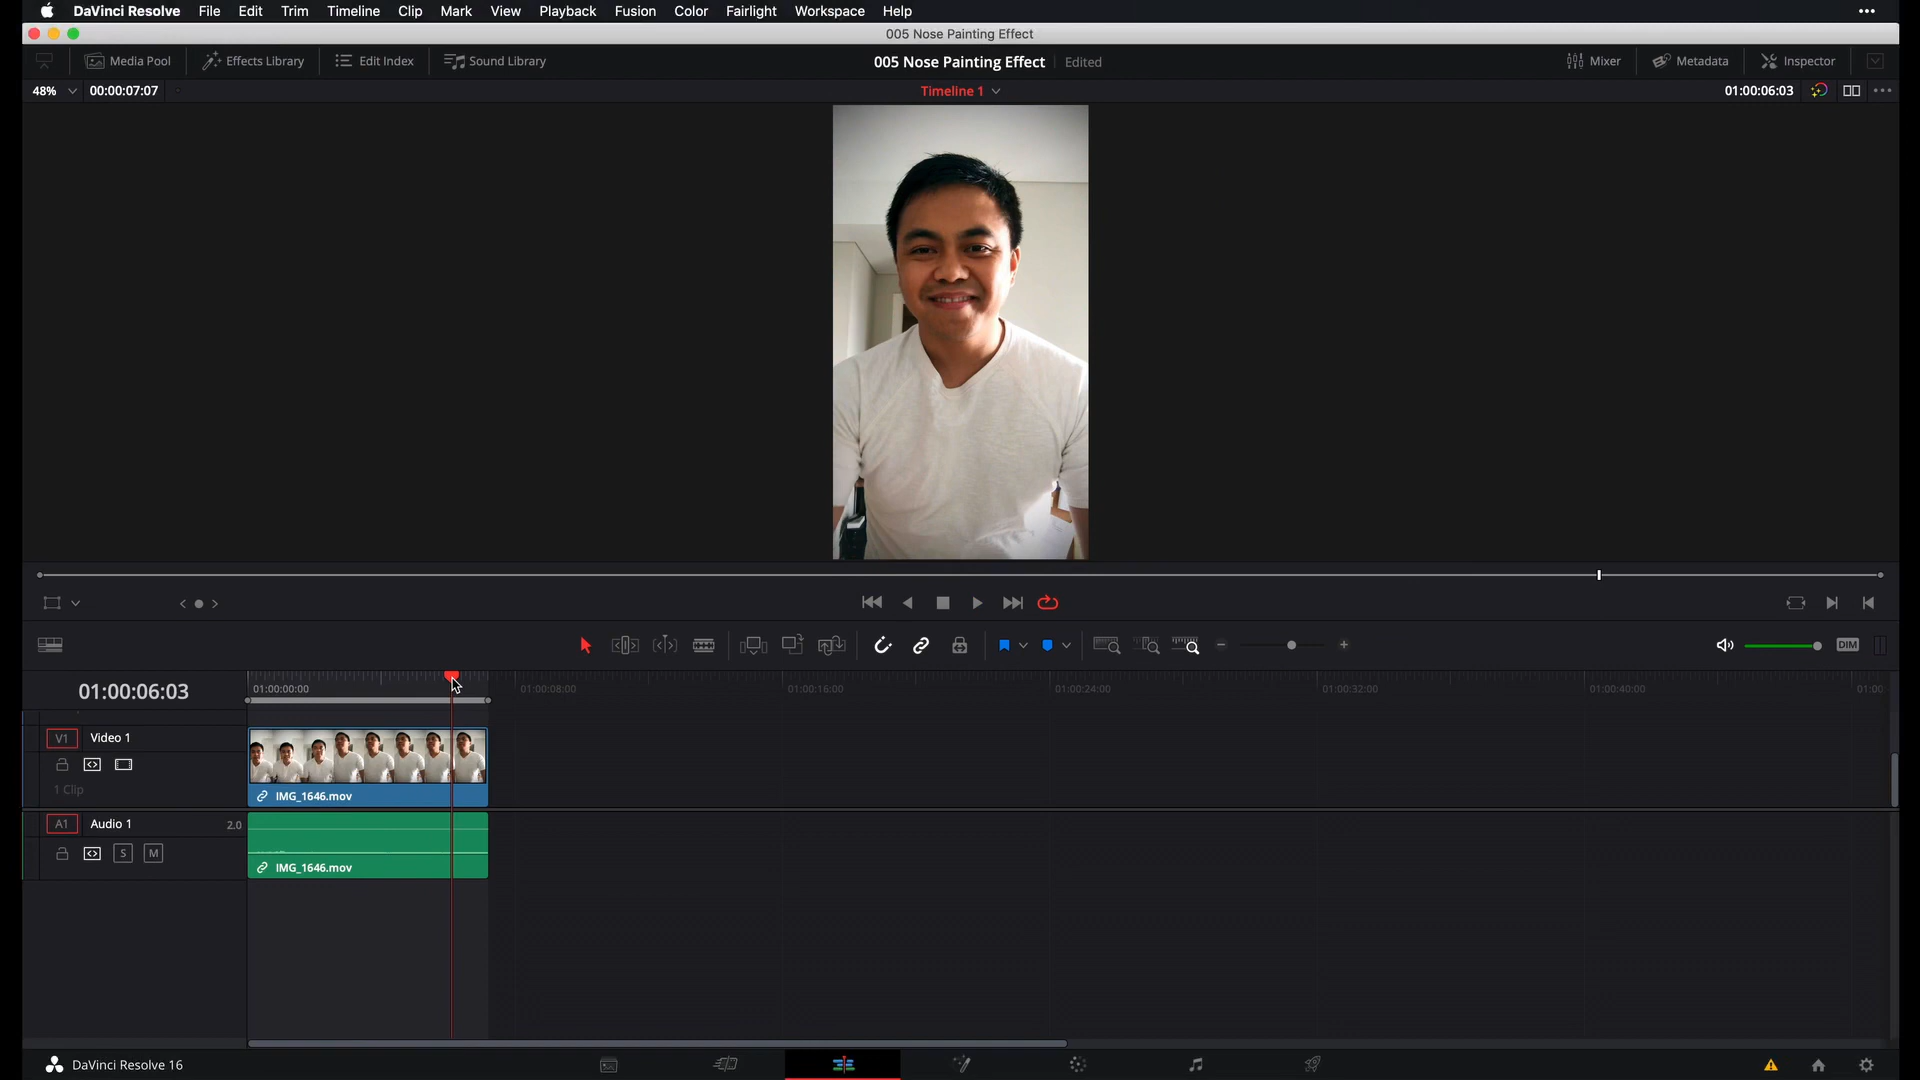 DaVinci Resolve File Edit Trim Timeline Clip Mark View Playback Fusion Color Fairlight Workspace Help
005 Nose Painting Effect
Media Pool Effects Library Edit Index Sound Library 005 Nose Painting Effect Edited Mixer Metadata Inspector
48% 00:00:07:07 Timeline 1 01:00:06:03
DIM
01:00:06:03 01:00:00:00 01:00:08:00 01:00:16:00 01:00:24:00 01:00:32:00 01:00:40:00 01:00
V1 Video 1
1 Clip
IMG_1646.mov
A1 Audio 1 2.0
S M
IMG_1646.mov
DaVinci Resolve 16